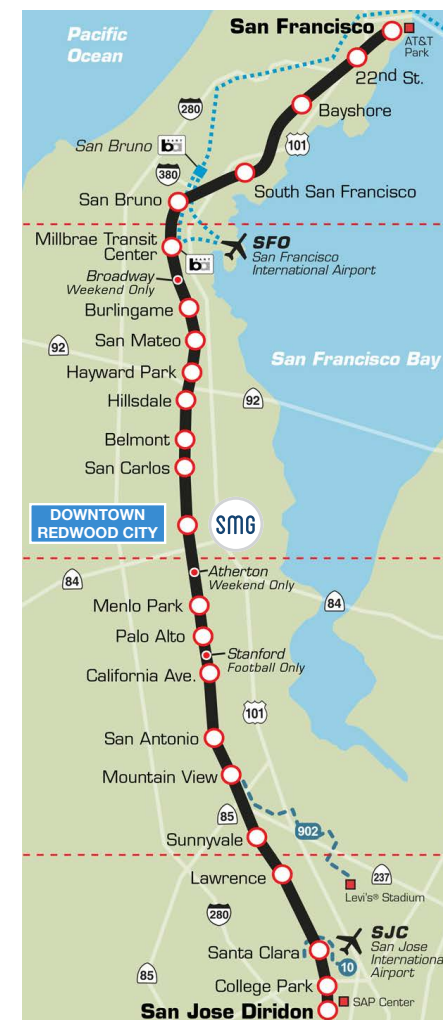 San Francisco
Pacific
Ocean
AT&T
Park
22nd St.
280
Bayshore
101
San Bruno
ba
380
South San Francisco
San Bruno
Millbrae Transit
Center
SFO
San Francisco
International Airport
ba
Broadway
Weekend Only
Burlingame
San Mateo
92
San Francisco Bay
Hayward Park
Hillsdale
92
Belmont
San Carlos
DOWNTOWN
REDWOOD CITY
smg
Atherton
Weekend Only
84
Menlo Park
84
Palo Alto
Stanford
Football Only
California Ave.
101
San Antonio
Mountain View
85
902
Sunnyvale
Lawrence
237
Levi's® Stadium
280
SJC
San Jose
International
Airport
Santa Clara
10
85
College Park
SAP Center
San Jose Diridon